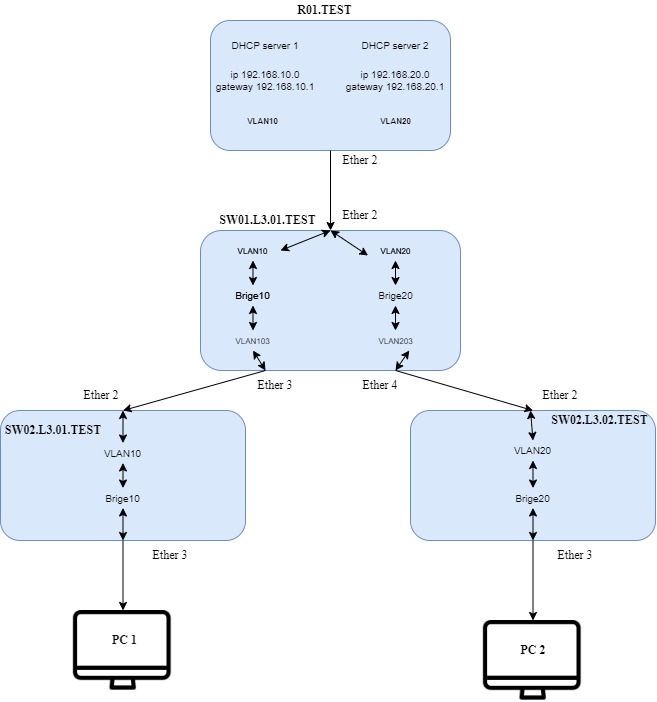 R01.TEST
DHCP server 1
DHCP server 2
ip 192.168.10.0
gateway 192.168.10.1
ip 192.168.20.0
gateway 192.168.20.1
VLAN10
VLAN20
Ether 2
SW01.L3.01.TEST
Ether 2
VLAN10
VLAN20
Brige10
Brige20
VLAN103
VLAN203
Ether 3
Ether 4
Ether 2
Ether 2
SW02.L3.01.TEST
SW02.L3.02.TEST
VLAN10
VLAN20
Brige10
Brige20
Ether 3
Ether 3
PC 1
PC 2